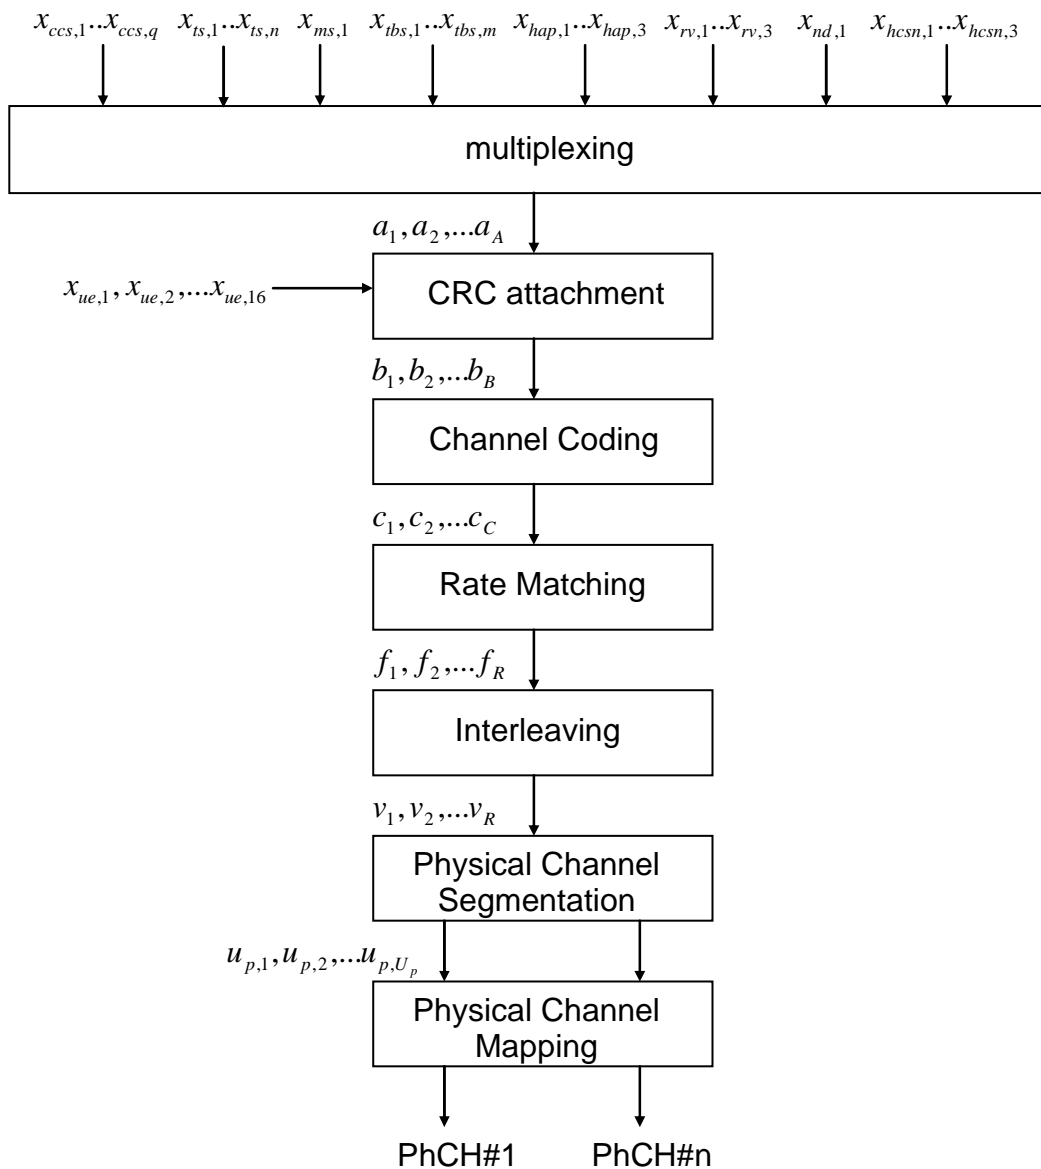 x_{ccs,1}..x_{ccs,q} x_{ts,1}..x_{ts,n} x_{ms,1} x_{tbs,1}..x_{tbs,m} x_{hap,1}..x_{hap,3} x_{rv,1}..x_{rv,3} x_{nd,1} x_{hcsn,1}..x_{hcsn,3}
multiplexing
a_1, a_2,...a_A
x_{ue,1}, x_{ue,2},...x_{ue,16}
CRC attachment
b_1, b_2,...b_B
Channel Coding
c_1, c_2,...c_C
Rate Matching
f_1, f_2,...f_R
Interleaving
v_1, v_2,...v_R
Physical Channel
Segmentation
u_{p,1}, u_{p,2},...u_{p,U_p}
Physical Channel
Mapping
PhCH#1 PhCH#n